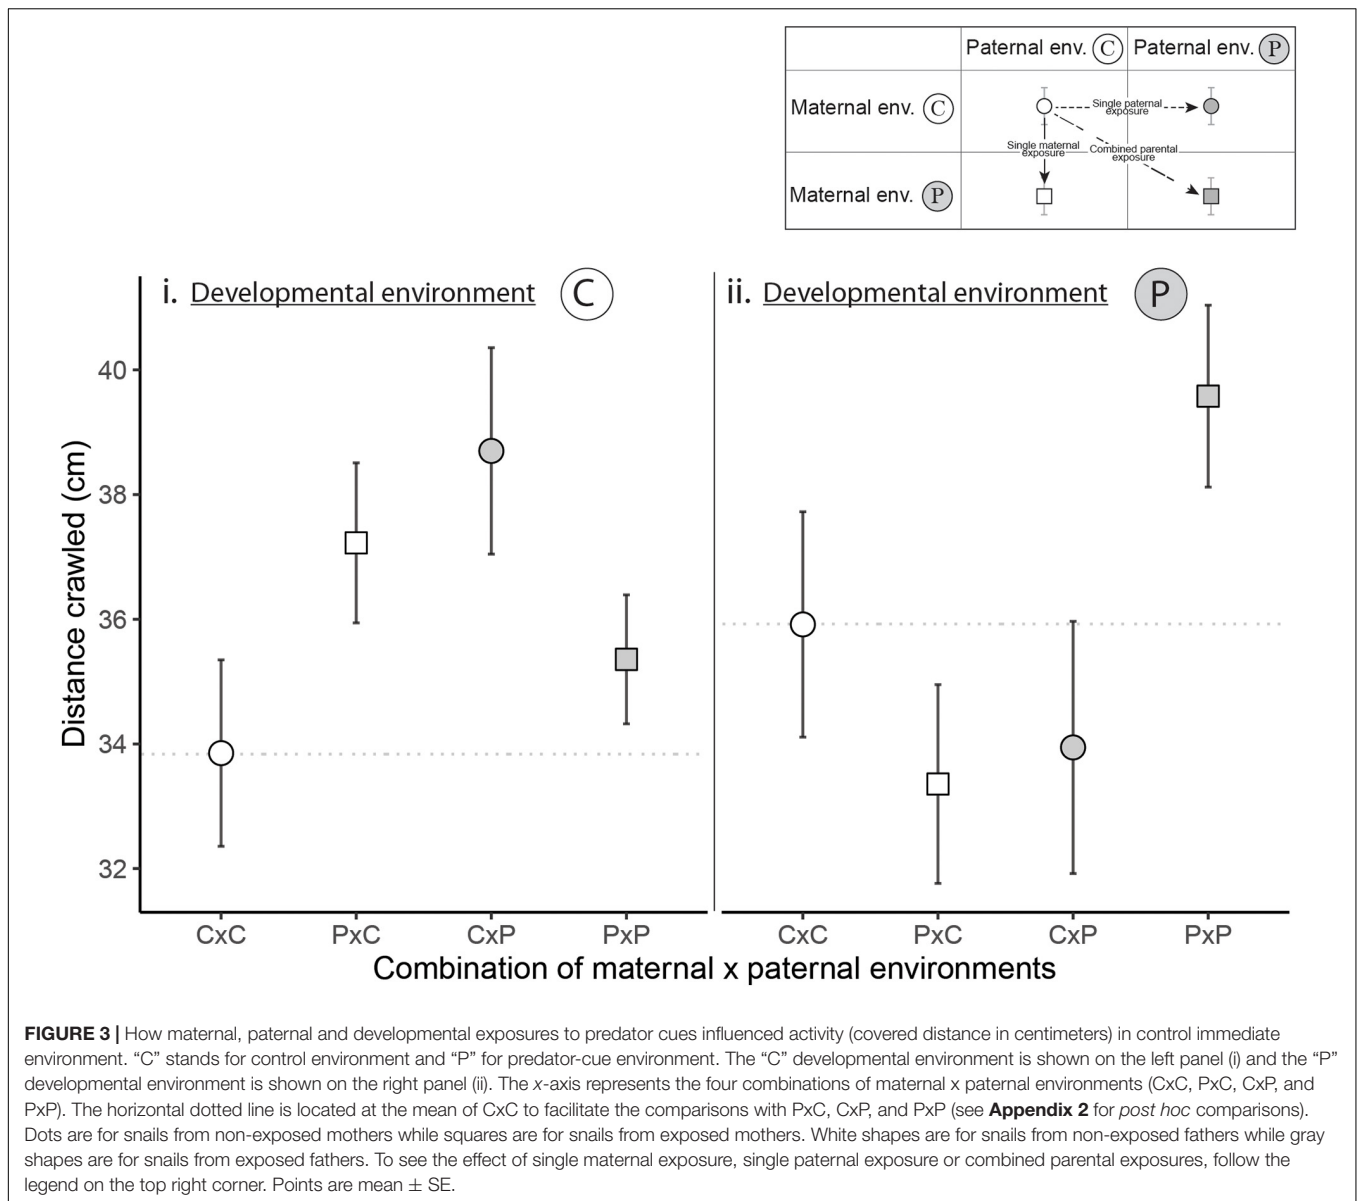 Paternal env. C Paternal env. P
Maternal env. C
Single paternal
exposure
Single maternal
exposure
Combined parental
exposure
Maternal env. P
i. Developmental environment C
ii. Developmental environment P
Distance crawled (cm)
40
38
36
34
32
CxC PxC CxP PxP
CxC PxC CxP PxP
Combination of maternal x paternal environments
FIGURE 3 | How maternal, paternal and developmental exposures to predator cues influenced activity (covered distance in centimeters) in control immediate
environment. “C” stands for control environment and “P” for predator-cue environment. The “C” developmental environment is shown on the left panel (i) and the “P”
developmental environment is shown on the right panel (ii). The x-axis represents the four combinations of maternal x paternal environments (CxC, PxC, CxP, and
PxP). The horizontal dotted line is located at the mean of CxC to facilitate the comparisons with PxC, CxP, and PxP (see Appendix 2 for post hoc comparisons).
Dots are for snails from non-exposed mothers while squares are for snails from exposed mothers. White shapes are for snails from non-exposed fathers while gray
shapes are for snails from exposed fathers. To see the effect of single maternal exposure, single paternal exposure or combined parental exposures, follow the
legend on the top right corner. Points are mean ± SE.